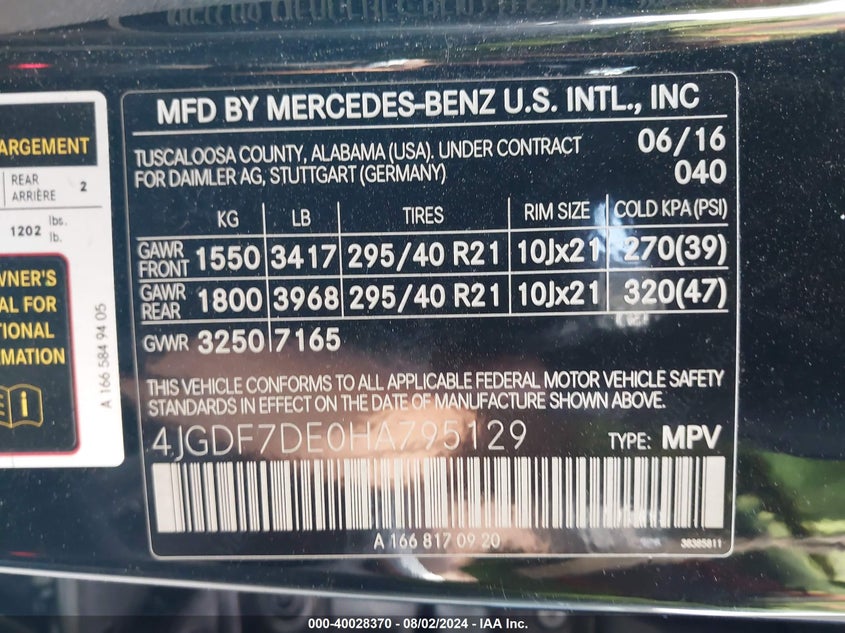 ARGEMENT
REAR
ARRIÈRE 2
1202 lbs.
lb.
WNER'S
AL FOR
TIONAL
RMATION
E i
A 166 584 94 05
MFD BY MERCEDES-BENZ U.S. INTL., INC
TUSCALOOSA COUNTY, ALABAMA (USA). UNDER CONTRACT 06/16
FOR DAIMLER AG, STUTTGART (GERMANY) 040
KG LB TIRES RIM SIZE COLD KPA (PSI)
GAWR FRONT 1550 3417 295/40 R21 10Jx21 270(39)
GAWR REAR 1800 3968 295/40 R21 10Jx21 320(47)
GVWR 3250 7165
THIS VEHICLE CONFORMS TO ALL APPLICABLE FEDERAL MOTOR VEHICLE SAFETY
STANDARDS IN EFFECT ON THE DATE OF MANUFACTURE SHOWN ABOVE.
4JGDF7DE0HA795129 TYPE: MPV
A 166 817 09 20 38385811
000-40028370 - 08/02/2024 - IAA Inc.